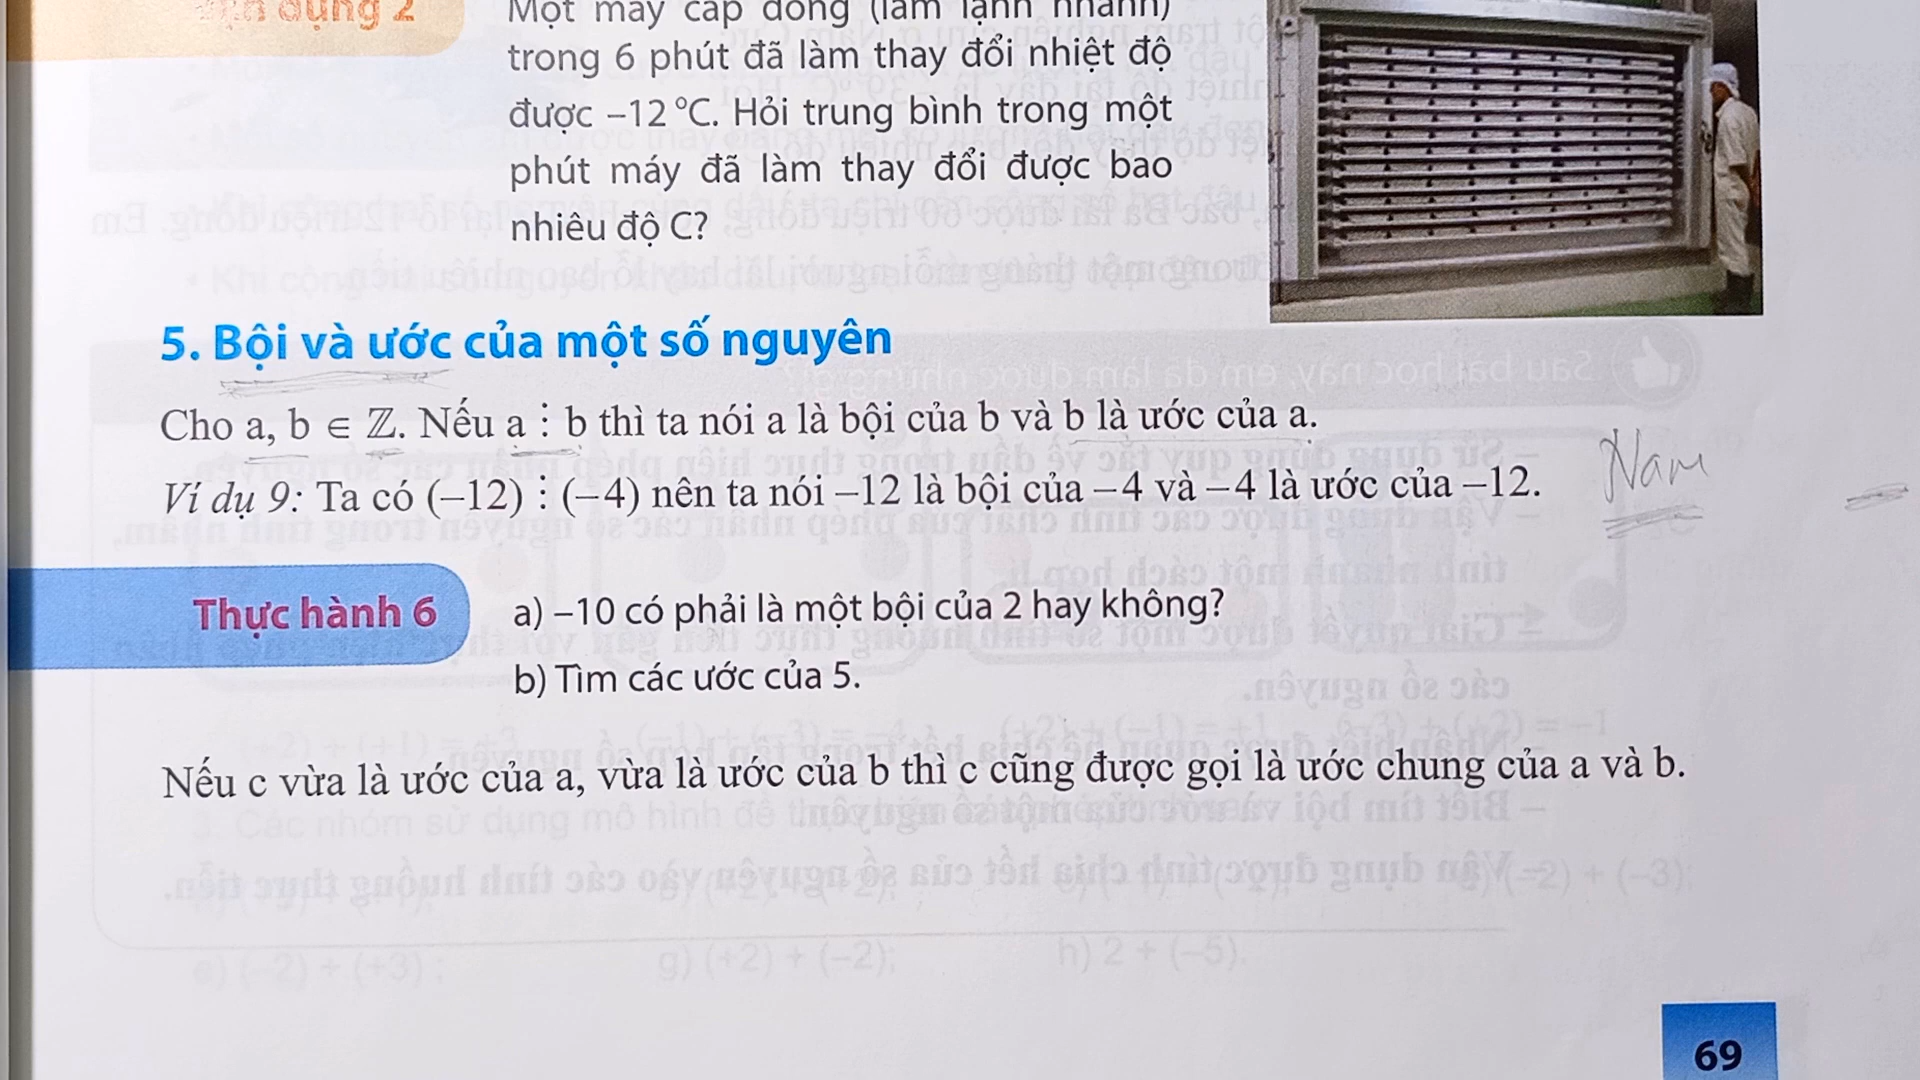 dụng 2
Một máy cấp đông (làm lạnh nhanh)
trong 6 phút đã làm thay đổi nhiệt độ
được –12 °C. Hỏi trung bình trong một
phút máy đã làm thay đổi được bao
nhiêu độ C?
5. Bội và ước của một số nguyên
Cho a, b ∈ ℤ. Nếu a ⋮ b thì ta nói a là bội của b và b là ước của a.
Ví dụ 9: Ta có (–12) ⋮ (–4) nên ta nói –12 là bội của –4 và –4 là ước của –12.
Nam
Thực hành 6
a) –10 có phải là một bội của 2 hay không?
b) Tìm các ước của 5.
Nếu c vừa là ước của a, vừa là ước của b thì c cũng được gọi là ước chung của a và b.
69